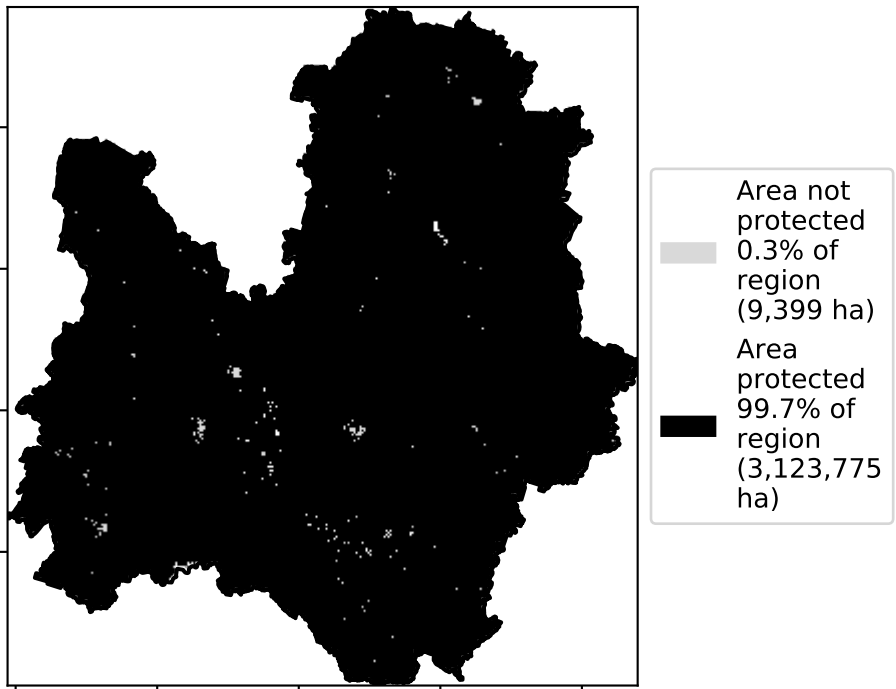 Area not
protected
0.3% of
region
(9,399 ha)
Area
protected
99.7% of
region
(3,123,775
ha)